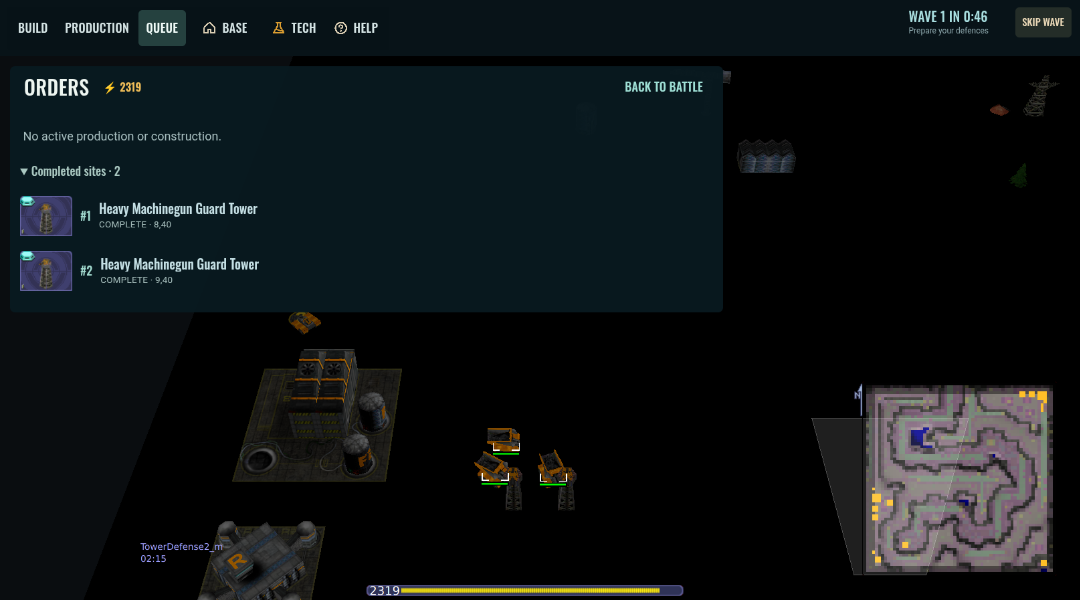 BUILD PRODUCTION QUEUE BASE TECH HELP
WAVE 1 IN 0:46
Prepare your defences
SKIP WAVE
ORDERS 2319
BACK TO BATTLE
No active production or construction.
▼ Completed sites · 2
#1 Heavy Machinegun Guard Tower
COMPLETE · 8,40
#2 Heavy Machinegun Guard Tower
COMPLETE · 9,40
N
R
TowerDefense2_m
02:15
2319